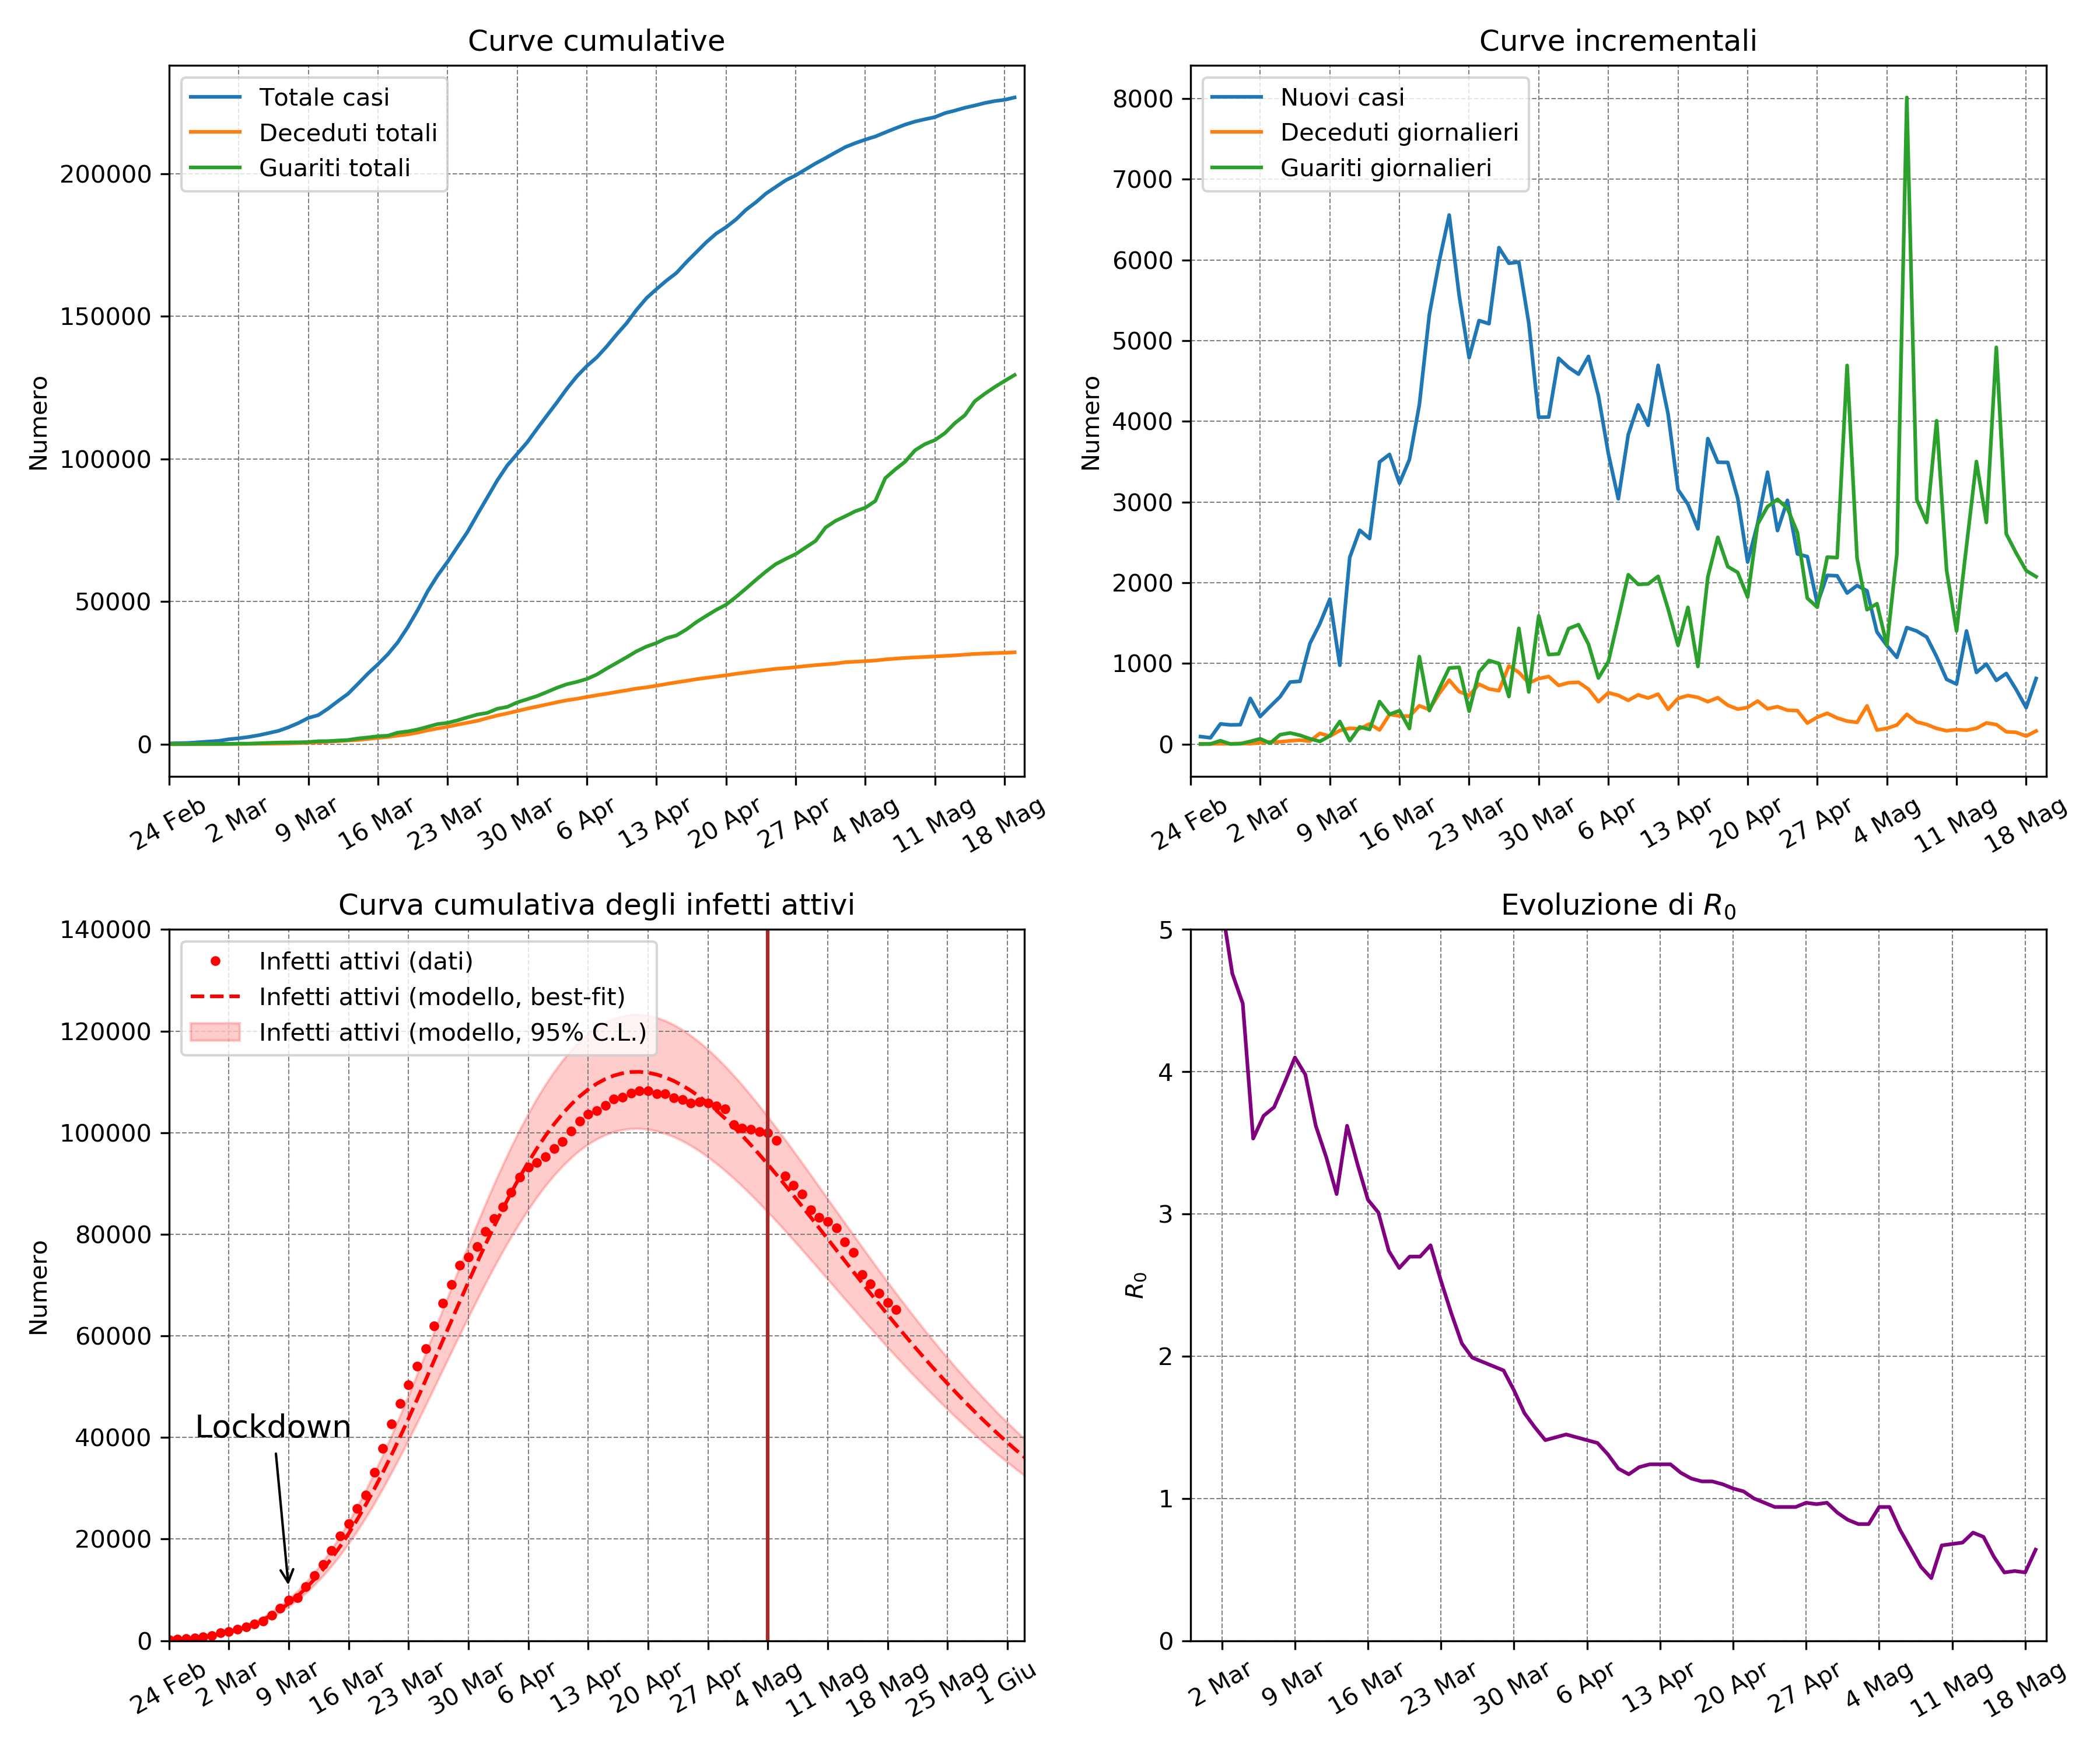 Curve cumulative
Totale casi
Deceduti totali
Guariti totali
Numero
200000
150000
100000
50000
0
24 Feb
2 Mar
9 Mar
16 Mar
23 Mar
30 Mar
6 Apr
13 Apr
20 Apr
27 Apr
4 Mag
11 Mag
18 Mag
Curve incrementali
Nuovi casi
Deceduti giornalieri
Guariti giornalieri
Numero
8000
7000
6000
5000
4000
3000
2000
1000
0
24 Feb
2 Mar
9 Mar
16 Mar
23 Mar
30 Mar
6 Apr
13 Apr
20 Apr
27 Apr
4 Mag
11 Mag
18 Mag
Curva cumulativa degli infetti attivi
Infetti attivi (dati)
Infetti attivi (modello, best-fit)
Infetti attivi (modello, 95% C.L.)
Lockdown
Numero
140000
120000
100000
80000
60000
40000
20000
0
24 Feb
2 Mar
9 Mar
16 Mar
23 Mar
30 Mar
6 Apr
13 Apr
20 Apr
27 Apr
4 Mag
11 Mag
18 Mag
25 Mag
1 Giu
Evoluzione di R₀
R₀
5
4
3
2
1
0
2 Mar
9 Mar
16 Mar
23 Mar
30 Mar
6 Apr
13 Apr
20 Apr
27 Apr
4 Mag
11 Mag
18 Mag